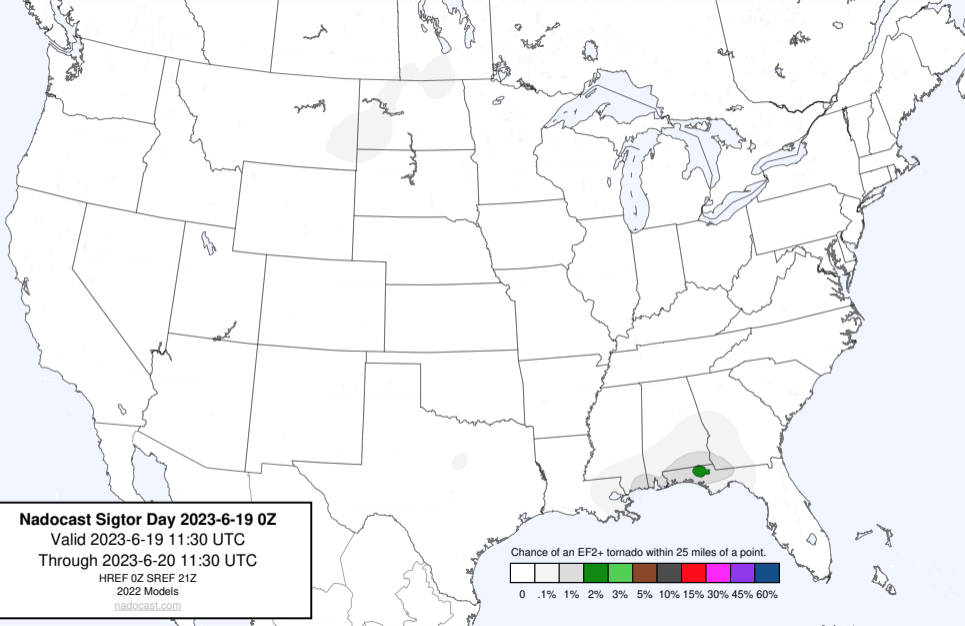 Nadocast Sigtor Day 2023-6-19 0Z
Valid 2023-6-19 11:30 UTC
Through 2023-6-20 11:30 UTC
HREF 0Z SREF 21Z
2022 Models
nadocast.com
Chance of an EF2+ tornado within 25 miles of a point.
0 .1% 1% 2% 3% 5% 10% 15% 30% 45% 60%